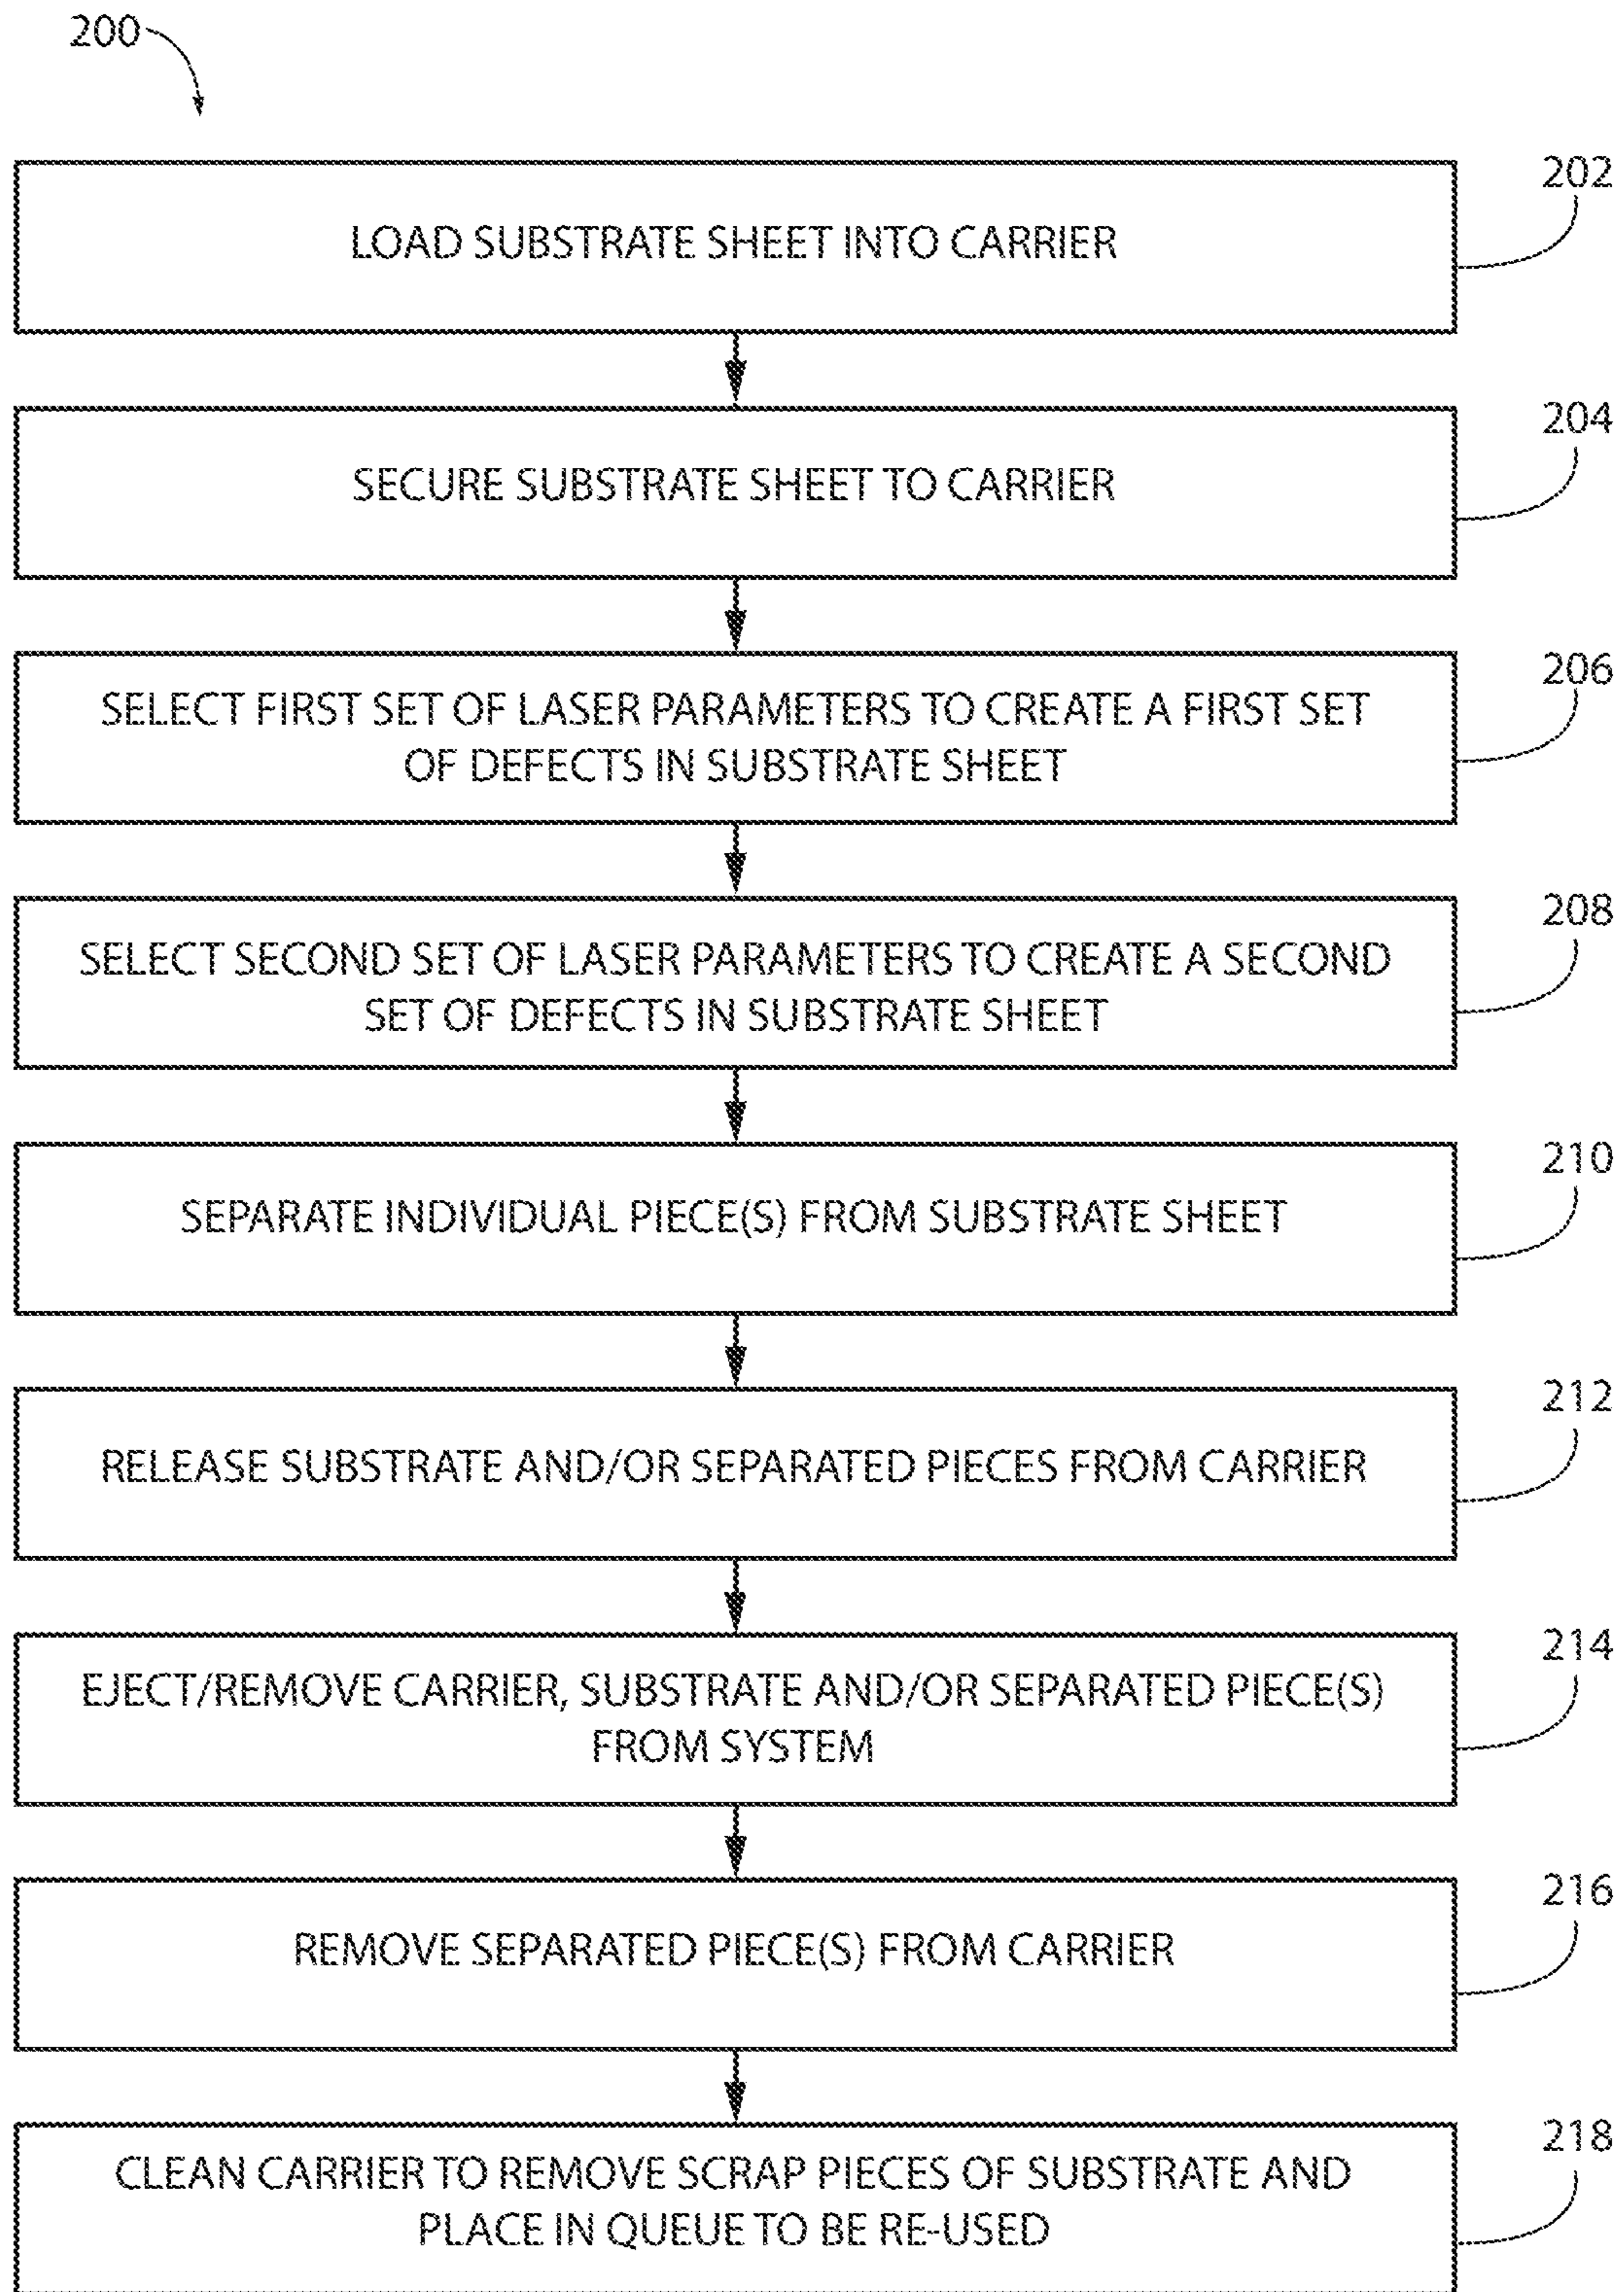 200
202
LOAD SUBSTRATE SHEET INTO CARRIER
204
SECURE SUBSTRATE SHEET TO CARRIER
206
SELECT FIRST SET OF LASER PARAMETERS TO CREATE A FIRST SET
OF DEFECTS IN SUBSTRATE SHEET
208
SELECT SECOND SET OF LASER PARAMETERS TO CREATE A SECOND
SET OF DEFECTS IN SUBSTRATE SHEET
210
SEPARATE INDIVIDUAL PIECE(S) FROM SUBSTRATE SHEET
212
RELEASE SUBSTRATE AND/OR SEPARATED PIECES FROM CARRIER
214
EJECT/REMOVE CARRIER, SUBSTRATE AND/OR SEPARATED PIECE(S)
FROM SYSTEM
216
REMOVE SEPARATED PIECE(S) FROM CARRIER
218
CLEAN CARRIER TO REMOVE SCRAP PIECES OF SUBSTRATE AND
PLACE IN QUEUE TO BE RE-USED